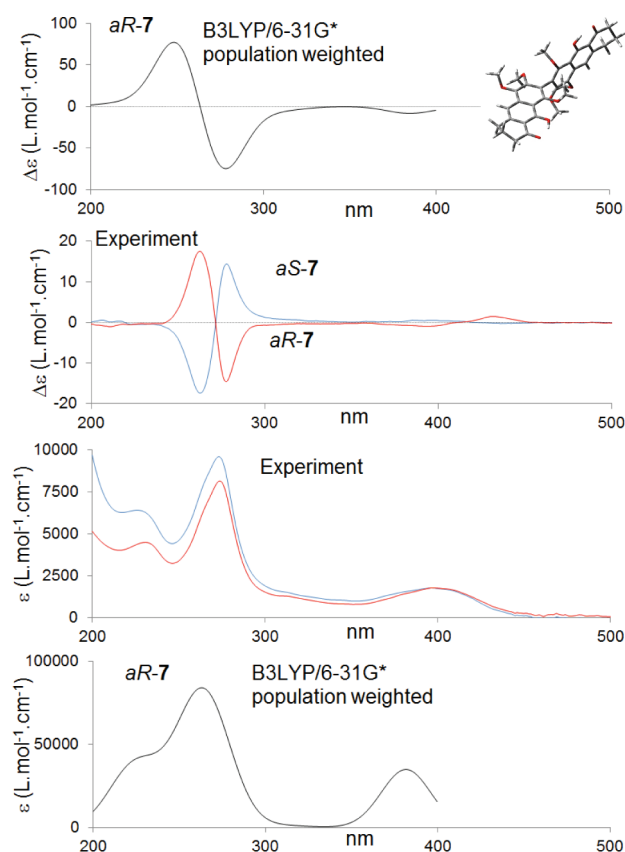 aR-7
B3LYP/6-31G*
population weighted
Δε (L.mol-1.cm-1)
100
50
0
-50
-100
200
300
nm
400
500
Experiment
aS-7
aR-7
Δε (L.mol-1.cm-1)
20
10
0
-10
-20
200
300
nm
400
500
Experiment
ε (L.mol-1.cm-1)
10000
7500
5000
2500
0
200
300
nm
400
500
aR-7
B3LYP/6-31G*
population weighted
ε (L.mol-1.cm-1)
100000
50000
0
200
300
nm
400
500